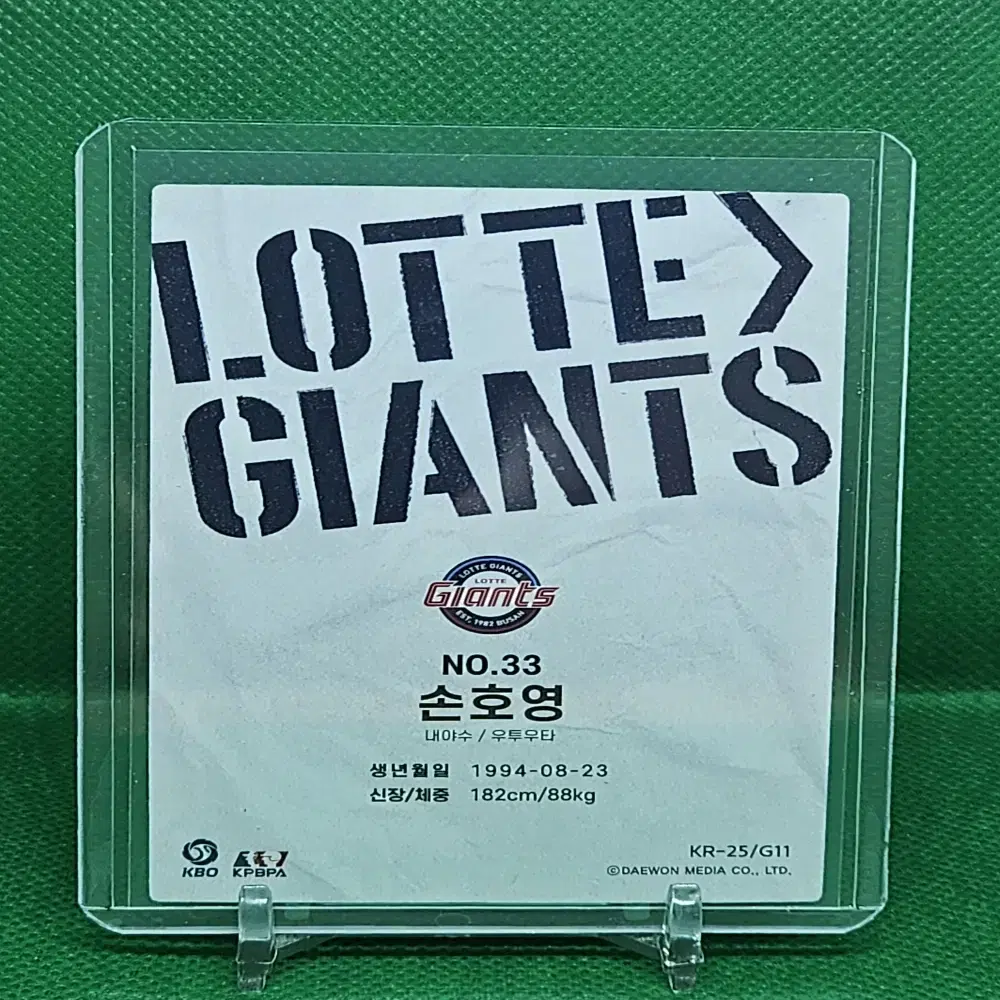 LOTTE>
GIANTS
LOTTE GIANTS
LOTTE
Giants
EST. 1982 BUSAN
NO.33
손호영
내야수 / 우투우타
생년월일 1994-08-23
신장/체중 182cm/88kg
KBO KPBPA
KR-25/G11
©DAEWON MEDIA CO., LTD.